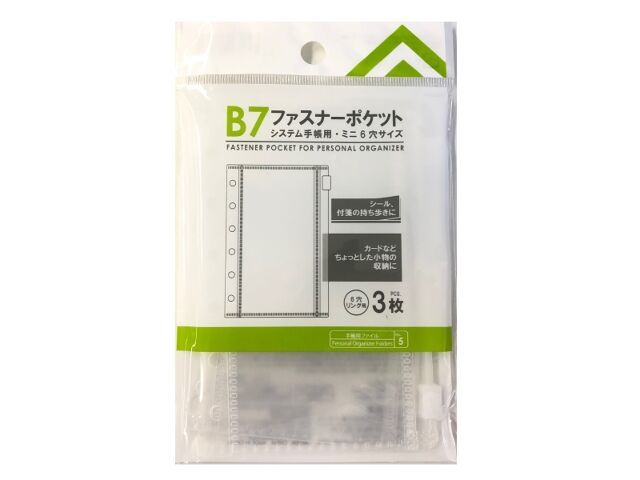 B7ファスナーポケット
システム手帳用・ミニ6穴サイズ
FASTENER POCKET FOR PERSONAL ORGANIZER
シール、
付箋の持ち歩きに
カードなど
ちょっとした小物の
収納に
6穴
リング用
3枚
PCS.
手帳用ファイル
Personal Organizer Folders
No.
5